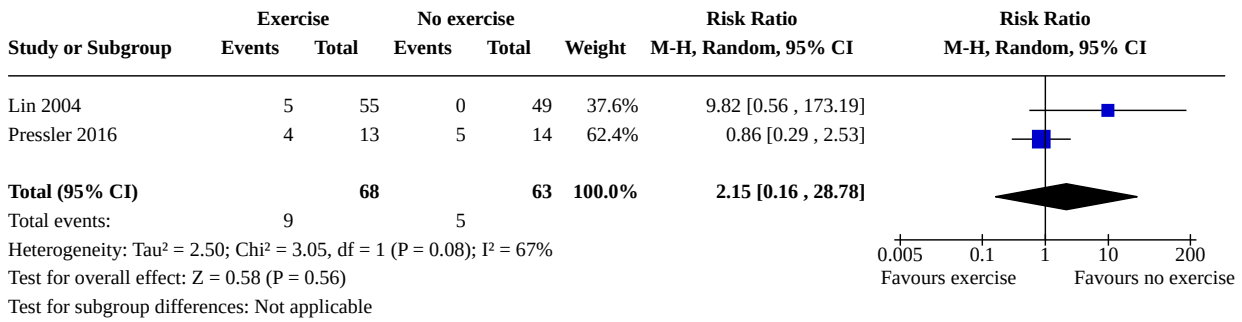 Exercise No exercise Risk Ratio Risk Ratio
Study or Subgroup Events Total Events Total Weight M-H, Random, 95% CI M-H, Random, 95% CI
Lin 2004 5 55 0 49 37.6% 9.82 [0.56 , 173.19]
Pressler 2016 4 13 5 14 62.4% 0.86 [0.29 , 2.53]
Total (95% CI) 68 63 100.0% 2.15 [0.16 , 28.78]
Total events: 9 5
Heterogeneity: Tau² = 2.50; Chi² = 3.05, df = 1 (P = 0.08); I² = 67%
0.005 0.1 1 10 200
Test for overall effect: Z = 0.58 (P = 0.56)
Favours exercise Favours no exercise
Test for subgroup differences: Not applicable